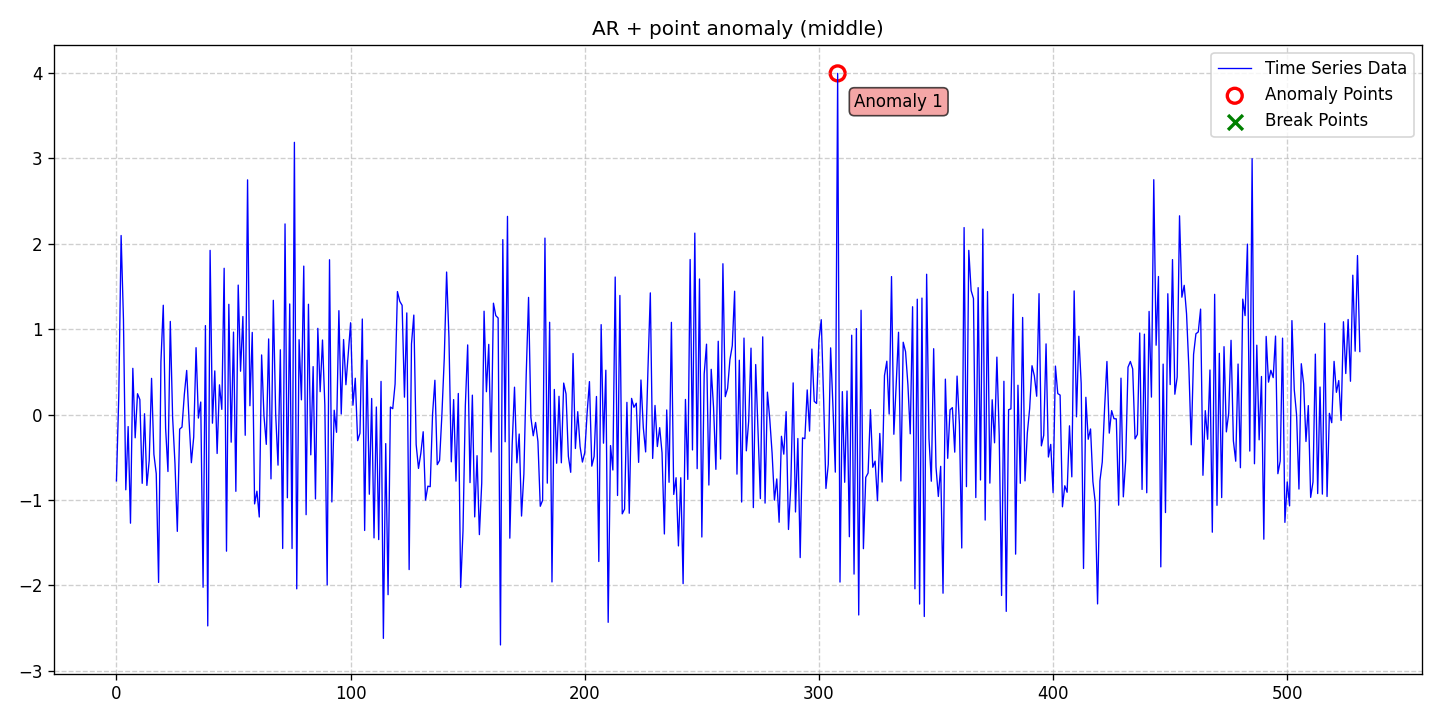 AR + point anomaly (middle)
Time Series Data
Anomaly Points
Break Points
Anomaly 1
4
3
2
1
0
−1
−2
−3
0 100 200 300 400 500